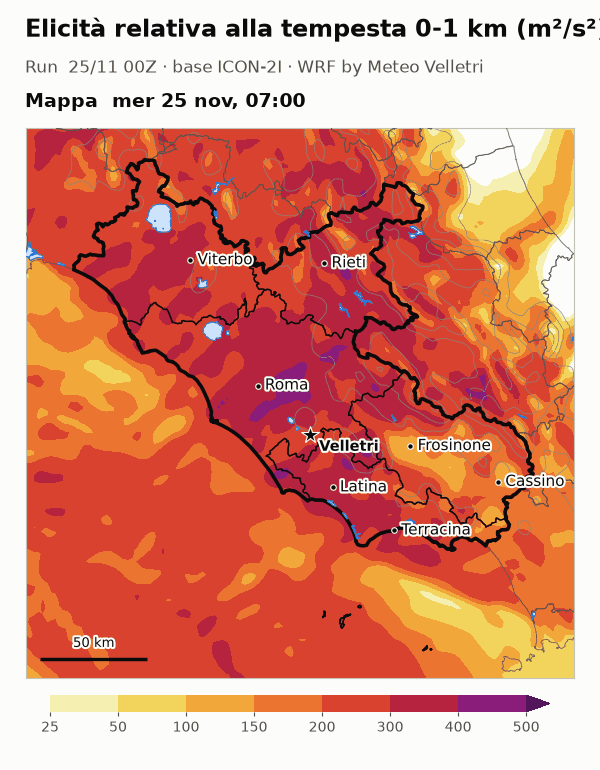 Elicità relativa alla tempesta 0-1 km (m²/s²)
Run 25/11 00Z · base ICON-2I · WRF by Meteo Velletri
Mappa mer 25 nov, 07:00
Viterbo
Rieti
Roma
Velletri
Frosinone
Latina
Cassino
Terracina
50 km
25 50 100 150 200 300 400 500